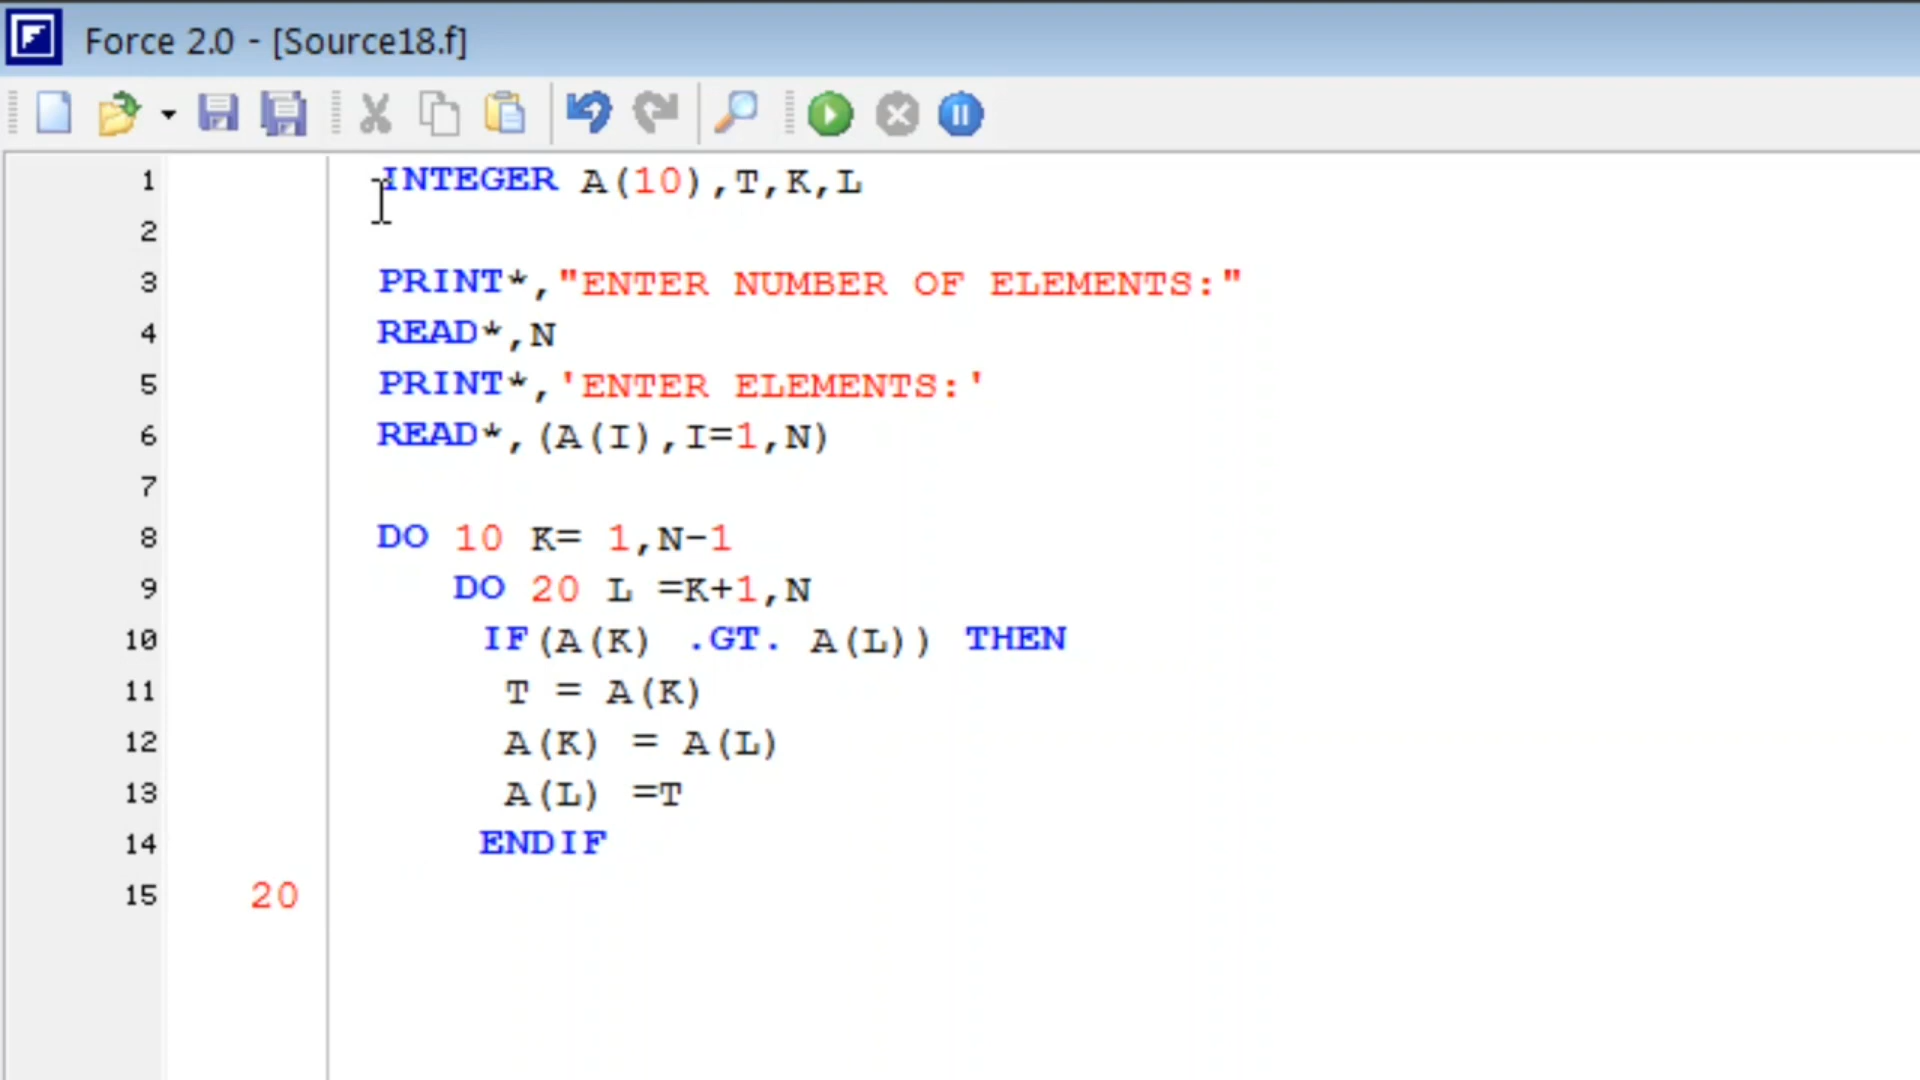 Force 2.0 - [Source18.f]
1 INTEGER A(10),T,K,L
2
3 PRINT*,"ENTER NUMBER OF ELEMENTS:"
4 READ*,N
5 PRINT*,'ENTER ELEMENTS:'
6 READ*,(A(I),I=1,N)
7
8 DO 10 K= 1,N-1
9 DO 20 L =K+1,N
10 IF(A(K) .GT. A(L)) THEN
11 T = A(K)
12 A(K) = A(L)
13 A(L) =T
14 ENDIF
15 20